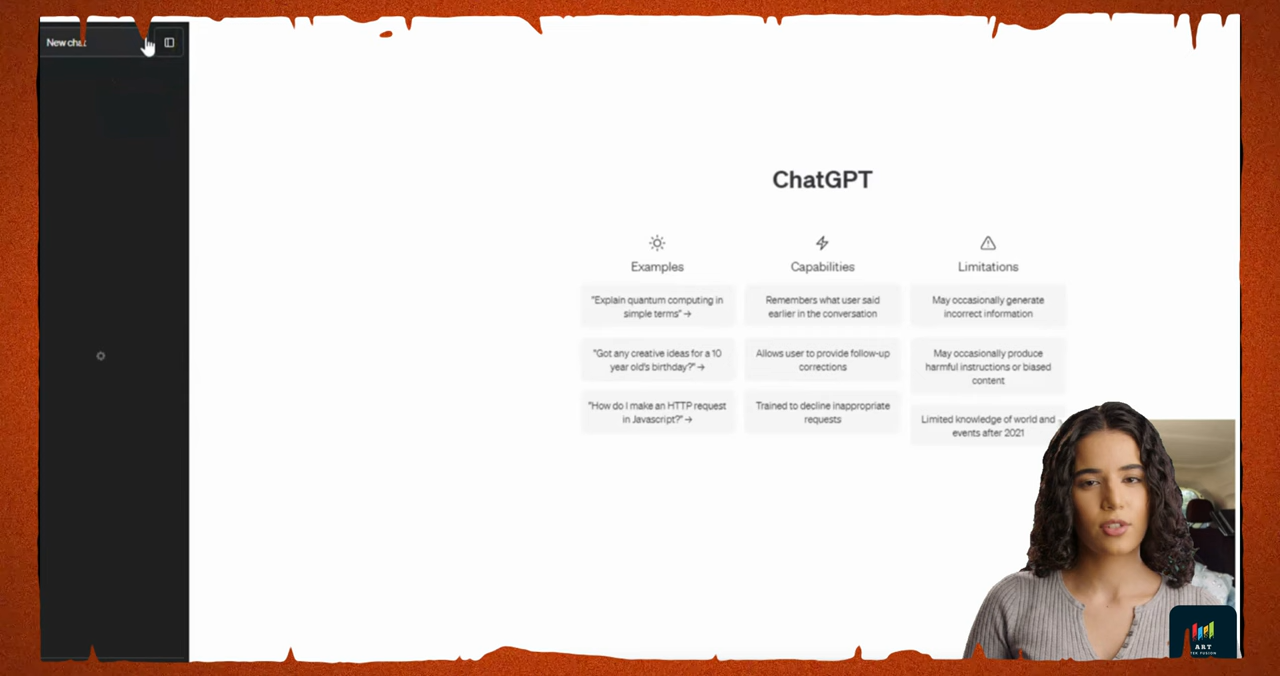 New
ChatGPT
Examples
Capabilities
Limitations
"Explain quantum computing in
simple terms" →
Remembers what user said
earlier in the conversation
May occasionally generate
incorrect information
"Got any creative ideas for a 10
year old's birthday?" →
Allows user to provide follow-up
corrections
May occasionally produce
harmful instructions or biased
content
"How do I make an HTTP request
in Javascript?" →
Trained to decline inappropriate
requests
Limited knowledge of world and
events after 2021
ART
FUSION